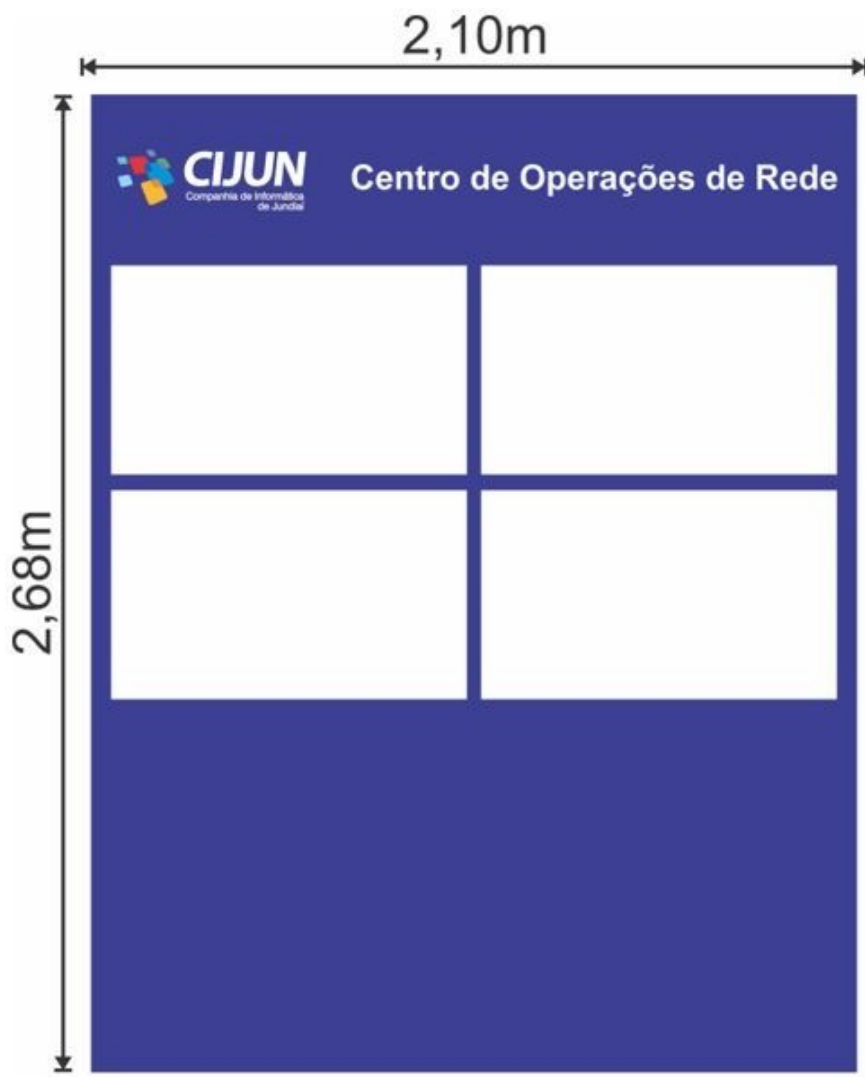 2,10m
CIJUN
Companhia de Informática
de Jundiaí
Centro de Operações de Rede
2,68m